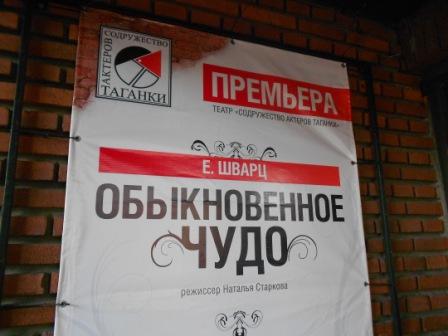 СОДРУЖЕСТВО
АКТЕРОВ
ТАГАНКИ
ПРЕМЬЕРА
ТЕАТР «СОДРУЖЕСТВО АКТЕРОВ ТАГАНКИ»
Е. ШВАРЦ
ОБЫКНОВЕННОЕ
ЧУДО
режиссер Наталья Старкова